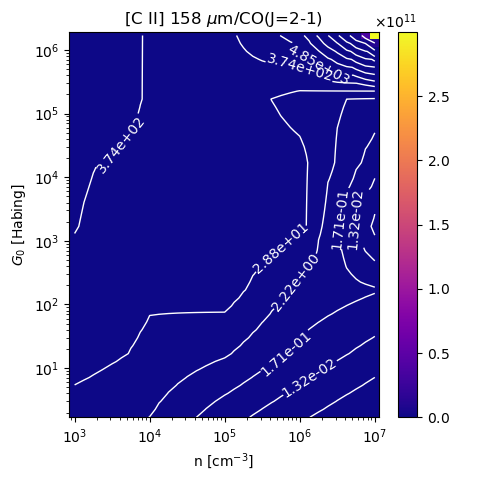 [C II] 158 μm/CO(J=2-1)
×10¹¹
10⁶
10⁵
10⁴
10³
10²
10¹
G₀ [Habing]
4.85e+03
3.74e+02
3.74e+02
2.88e+01
2.22e+00
1.71e-01
1.32e-02
1.71e-01
1.32e-02
10³
10⁴
10⁵
10⁶
10⁷
n [cm⁻³]
2.5
2.0
1.5
1.0
0.5
0.0